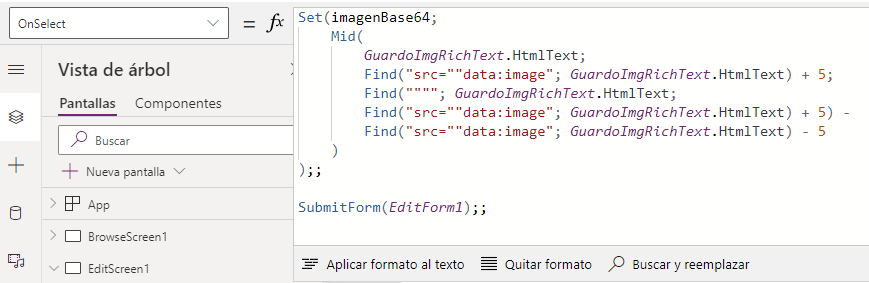 OnSelect
= fx
Set(imagenBase64;
Mid(
GuardoImgRichText.HtmlText;
Find("src=""data:image"; GuardoImgRichText.HtmlText) + 5;
Find(""""; GuardoImgRichText.HtmlText;
Find("src=""data:image"; GuardoImgRichText.HtmlText) + 5) -
Find("src=""data:image"; GuardoImgRichText.HtmlText) - 5
)
);;
SubmitForm(EditForm1);;
Vista de árbol
Pantallas Componentes
Buscar
Nueva pantalla
App
BrowseScreen1
EditScreen1
Aplicar formato al texto Quitar formato Buscar y reemplazar